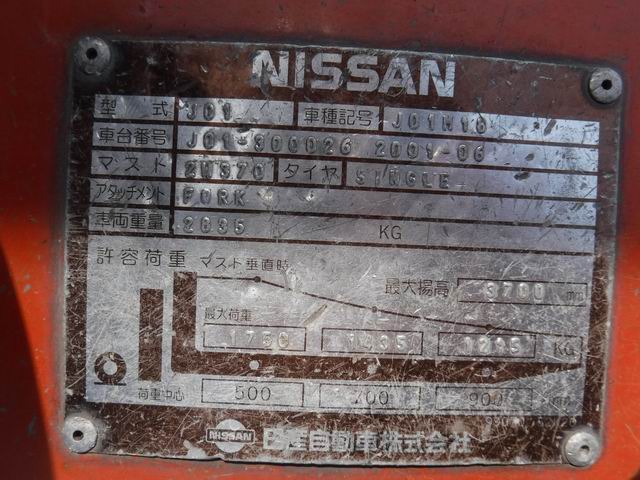 NISSAN
型式 J01 車種記号 J01M18
車台番号 J01-300026 2001-06
マスト 2W370 タイヤ SINGLE
アタッチメント FORK
車両重量 2635 KG
許容荷重 マスト垂直時
最大揚高 3700 mm
最大荷重
1750 1435 1295 KG
荷重中心 500 700 900 mm
NISSAN 日産自動車株式会社